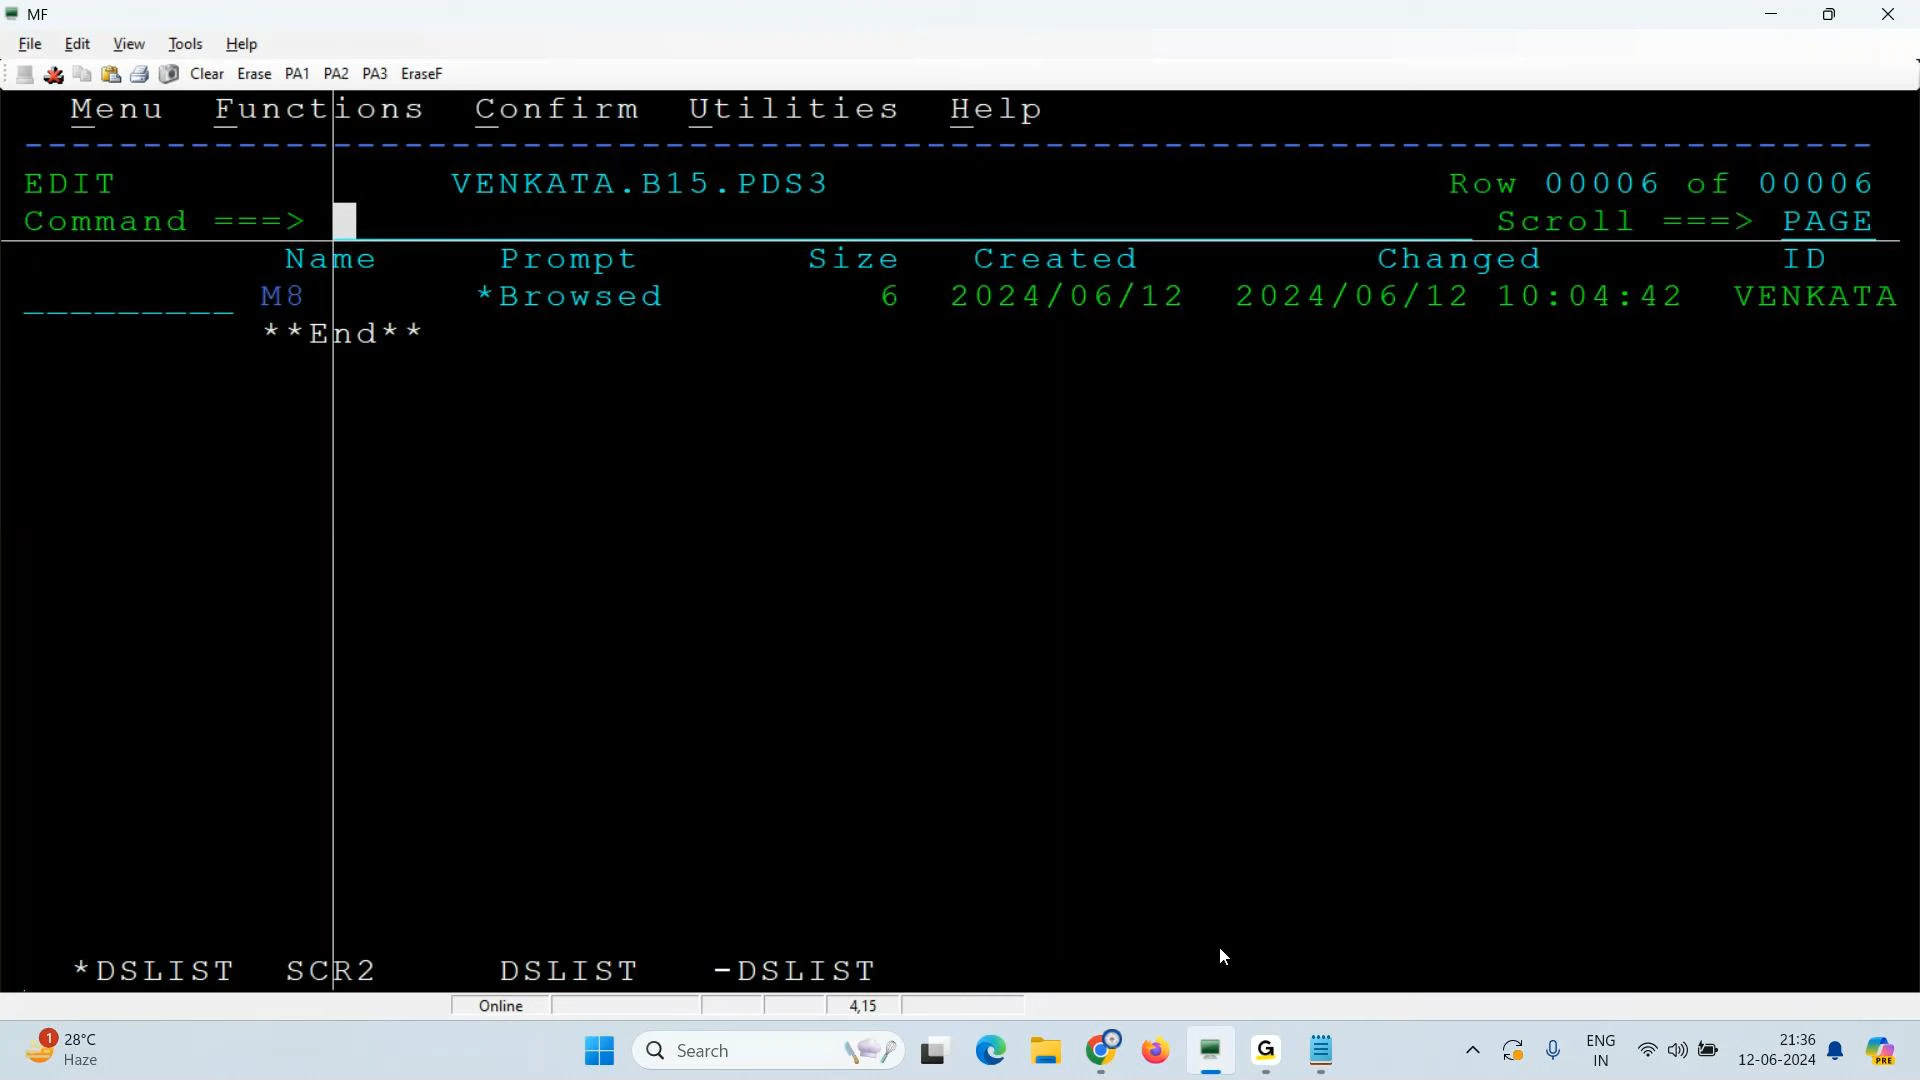 MF
File Edit View Tools Help
Clear Erase PA1 PA2 PA3 EraseF
Menu Functions Confirm Utilities Help
EDIT VENKATA.B15.PDS3 Row 00006 of 00006
Command ===> Scroll ===> PAGE
Name Prompt Size Created Changed ID
_________ M8 *Browsed 6 2024/06/12 2024/06/12 10:04:42 VENKATA
**End**
*DSLIST SCR2 DSLIST -DSLIST
Online 4,15
1 28°C
Haze
Search
G
ENG
IN
21:36
12-06-2024
PRE